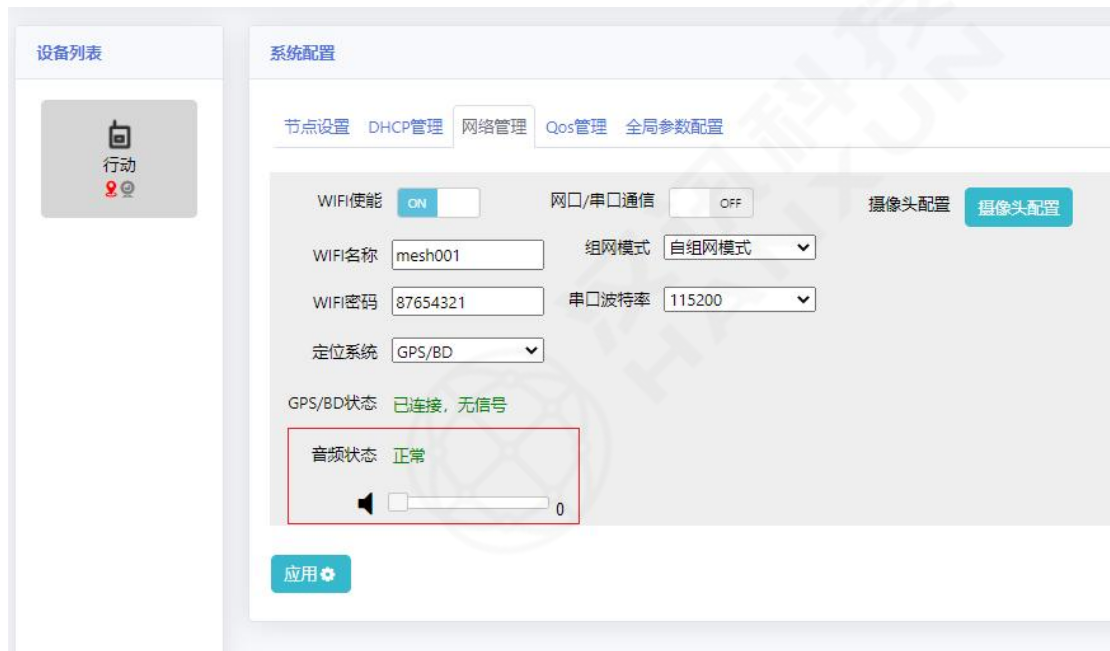 设备列表
系统配置
行动
节点设置 DHCP管理 网络管理 Qos管理 全局参数配置
WIFI使能 ON 网口/串口通信 OFF 摄像头配置 摄像头配置
WIFI名称 mesh001 组网模式 自组网模式
WIFI密码 87654321 串口波特率 115200
定位系统 GPS/BD
GPS/BD状态 已连接, 无信号
音频状态 正常
0
应用
HANXUN